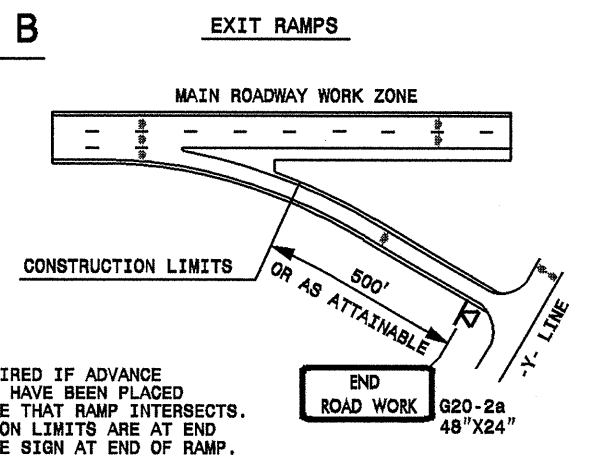 B
EXIT RAMPS
MAIN ROADWAY WORK ZONE
CONSTRUCTION LIMITS
500'
OR AS ATTAINABLE
-Y- LINE
END
ROAD WORK
G20-2a
48"X24"
IRED IF ADVANCE
HAVE BEEN PLACED
E THAT RAMP INTERSECTS.
ON LIMITS ARE AT END
E SIGN AT END OF RAMP.